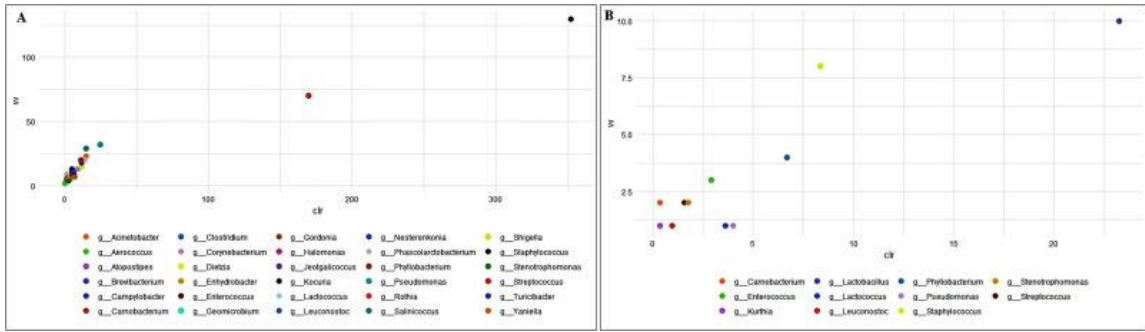 A
B
W
100
50
0
0
100
200
300
clr
g__Acinetobacter
g__Clostridium
g__Gordonia
g__Nesterenkonia
g__Shigella
g__Aerococcus
g__Corynebacterium
g__Halomonas
g__Phascolarctobacterium
g__Staphylococcus
g__Atopostipes
g__Dietzia
g__Jeotgalicoccus
g__Phyllobacterium
g__Stenotrophomonas
g__Brevibacterium
g__Enhydrobacter
g__Kocuria
g__Pseudomonas
g__Streptococcus
g__Campylobacter
g__Enterococcus
g__Lactococcus
g__Rothia
g__Turicibacter
g__Carnobacterium
g__Geomicrobium
g__Leuconostoc
g__Salinicoccus
g__Yaniella
W
10.0
7.5
5.0
2.5
0
5
10
15
20
clr
g__Carnobacterium
g__Lactobacillus
g__Phyllobacterium
g__Stenotrophomonas
g__Enterococcus
g__Lactococcus
g__Pseudomonas
g__Streptococcus
g__Kurthia
g__Leuconostoc
g__Staphylococcus